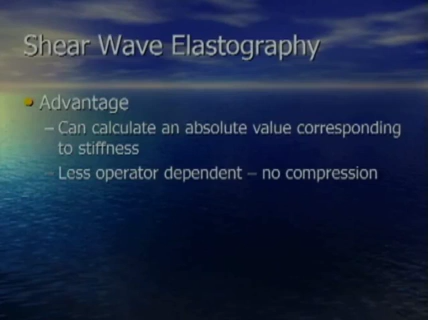 Shear Wave Elastography
• Advantage
– Can calculate an absolute value corresponding
to stiffness
– Less operator dependent – no compression